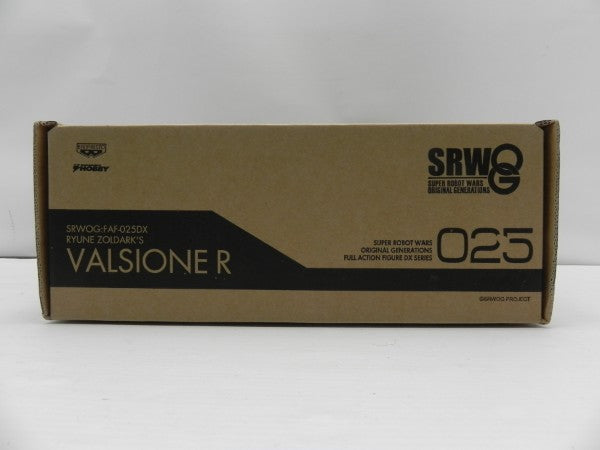 BANPRESTO
HOBBY
SRWOG
SUPER ROBOT WARS
ORIGINAL GENERATIONS
SRWOG:FAF-025DX
RYUNE ZOLDARK'S
VALSIONE R
SUPER ROBOT WARS
ORIGINAL GENERATIONS
FULL ACTION FIGURE DX SERIES
025
©SRWOG PROJECT